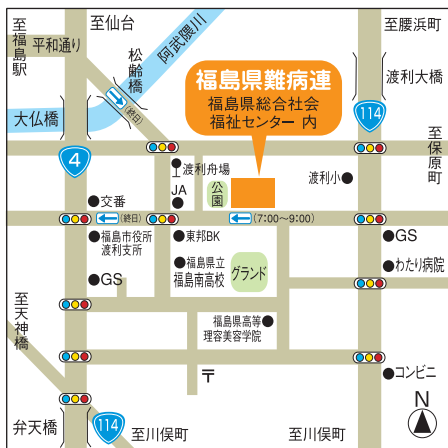 至仙台
至福島駅
平和通り
松齢橋
阿武隈川
至腰浜町
渡利大橋
114
福島県難病連
福島県総合社会
福祉センター 内
(終日)
大仏橋
4
至保原町
渡利舟場
JA
公園
渡利小
交番
(終日)
(7:00〜9:00)
福島市役所
渡利支所
東邦BK
GS
福島県立
福島南高校
グランド
わたり病院
GS
至天神橋
福島県高等
理容美容学院
〒
コンビニ
N
弁天橋
114
至川俣町
至川俣町